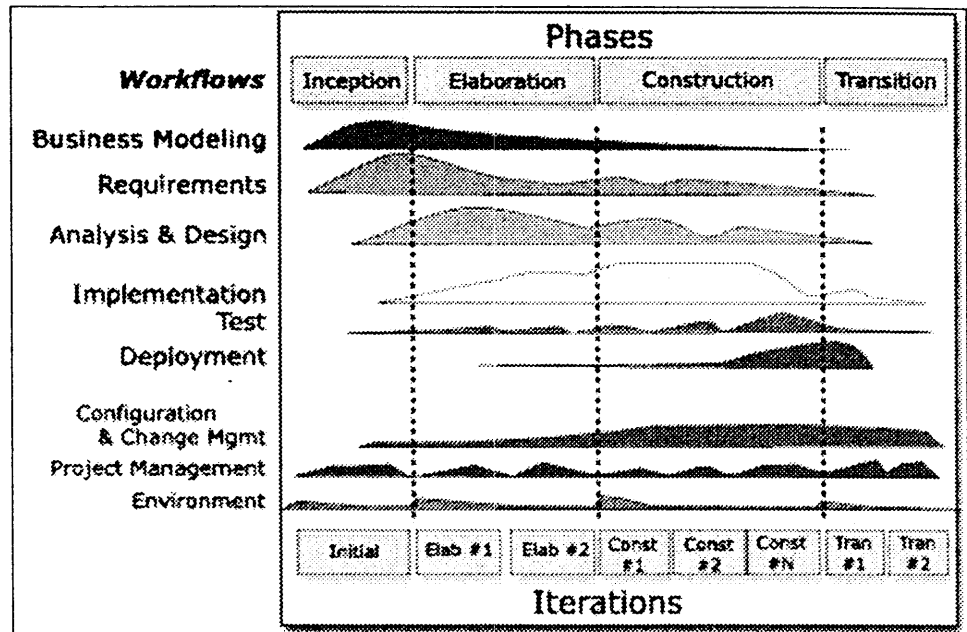 Phases
Workflows
Inception Elaboration Construction Transition
Business Modeling
Requirements
Analysis & Design
Implementation
Test
Deployment
Configuration
& Change Mgmt
Project Management
Environment
Initial Elab #1 Elab #2 Const #1 Const #2 Const #N Tran #1 Tran #2
Iterations